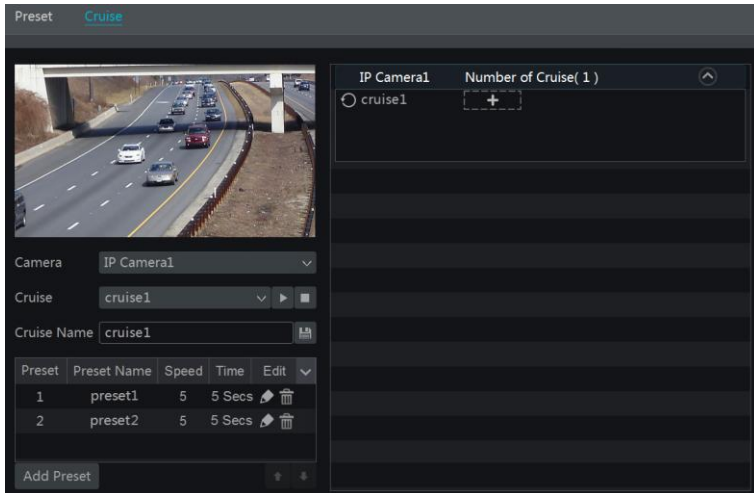 Preset Cruise
IP Camera1 Number of Cruise( 1 )
cruise1 +
Camera IP Camera1
Cruise cruise1
Cruise Name cruise1
Preset Preset Name Speed Time Edit
1 preset1 5 5 Secs
2 preset2 5 5 Secs
Add Preset